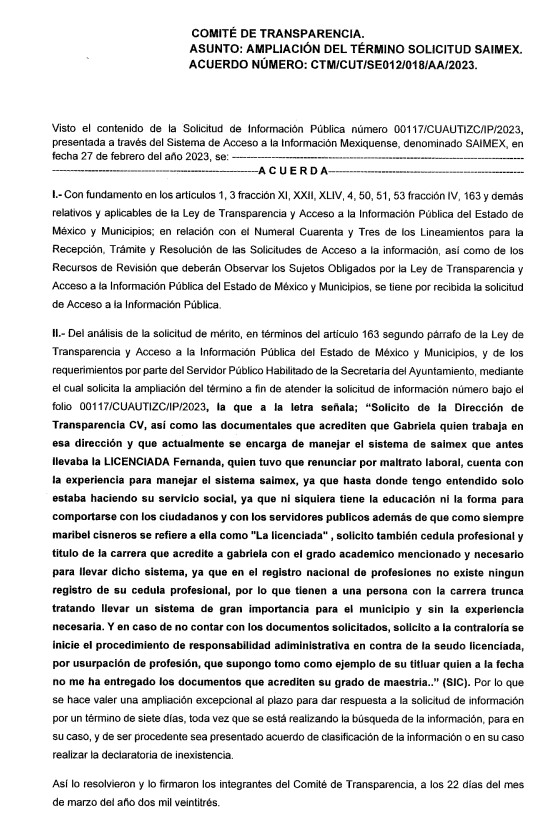 COMITÉ DE TRANSPARENCIA.
ASUNTO: AMPLIACIÓN DEL TÉRMINO SOLICITUD SAIMEX.
ACUERDO NÚMERO: CTM/CUT/SE012/018/AA/2023.
Visto el contenido de la Solicitud de Información Pública número 00117/CUAUTIZC/IP/2023,
presentada a través del Sistema de Acceso a la Información Mexiquense, denominado SAIMEX, en
fecha 27 de febrero del año 2023, se: ------------------------------------------------------------------------
----------------------------------------------------A C U E R D A--------------------------------------------------
I.- Con fundamento en los artículos 1, 3 fracción XI, XXII, XLIV, 4, 50, 51, 53 fracción IV, 163 y demás
relativos y aplicables de la Ley de Transparencia y Acceso a la Información Pública del Estado de
México y Municipios; en relación con el Numeral Cuarenta y Tres de los Lineamientos para la
Recepción, Trámite y Resolución de las Solicitudes de Acceso a la información, así como de los
Recursos de Revisión que deberán Observar los Sujetos Obligados por la Ley de Transparencia y
Acceso a la Información Pública del Estado de México y Municipios, se tiene por recibida la solicitud
de Acceso a la Información Pública.
II.- Del análisis de la solicitud de mérito, en términos del artículo 163 segundo párrafo de la Ley de
Transparencia y Acceso a la Información Pública del Estado de México y Municipios, y de los
requerimientos por parte del Servidor Público Habilitado de la Secretaría del Ayuntamiento, mediante
el cual solicita la ampliación del término a fin de atender la solicitud de información número bajo el
folio 00117/CUAUTIZC/IP/2023, la que a la letra señala; “Solicito de la Dirección de
Transparencia CV, así como las documentales que acrediten que Gabriela quien trabaja en
esa dirección y que actualmente se encarga de manejar el sistema de saimex que antes
llevaba la LICENCIADA Fernanda, quien tuvo que renunciar por maltrato laboral, cuenta con
la experiencia para manejar el sistema saimex, ya que hasta donde tengo entendido solo
estaba haciendo su servicio social, ya que ni siquiera tiene la educación ni la forma para
comportarse con los ciudadanos y con los servidores publicos además de que como siempre
maribel cisneros se refiere a ella como "La licenciada" , solicito también cedula profesional y
titulo de la carrera que acredite a gabriela con el grado academico mencionado y necesario
para llevar dicho sistema, ya que en el registro nacional de profesiones no existe ningun
registro de su cedula profesional, por lo que tienen a una persona con la carrera trunca
tratando llevar un sistema de gran importancia para el municipio y sin la experiencia
necesaria. Y en caso de no contar con los documentos solicitados, solicito a la contraloría se
inicie el procedimiento de responsabilidad adiministrativa en contra de la seudo licenciada,
por usurpación de profesión, que supongo tomo como ejemplo de su titluar quien a la fecha
no me ha entregado los documentos que acrediten su grado de maestria..” (SIC). Por lo que
se hace valer una ampliación excepcional al plazo para dar respuesta a la solicitud de información
por un término de siete días, toda vez que se está realizando la búsqueda de la información, para en
su caso, y de ser procedente sea presentado acuerdo de clasificación de la información o en su caso
realizar la declaratoria de inexistencia.
Así lo resolvieron y lo firmaron los integrantes del Comité de Transparencia, a los 22 días del mes
de marzo del año dos mil veintitrés.